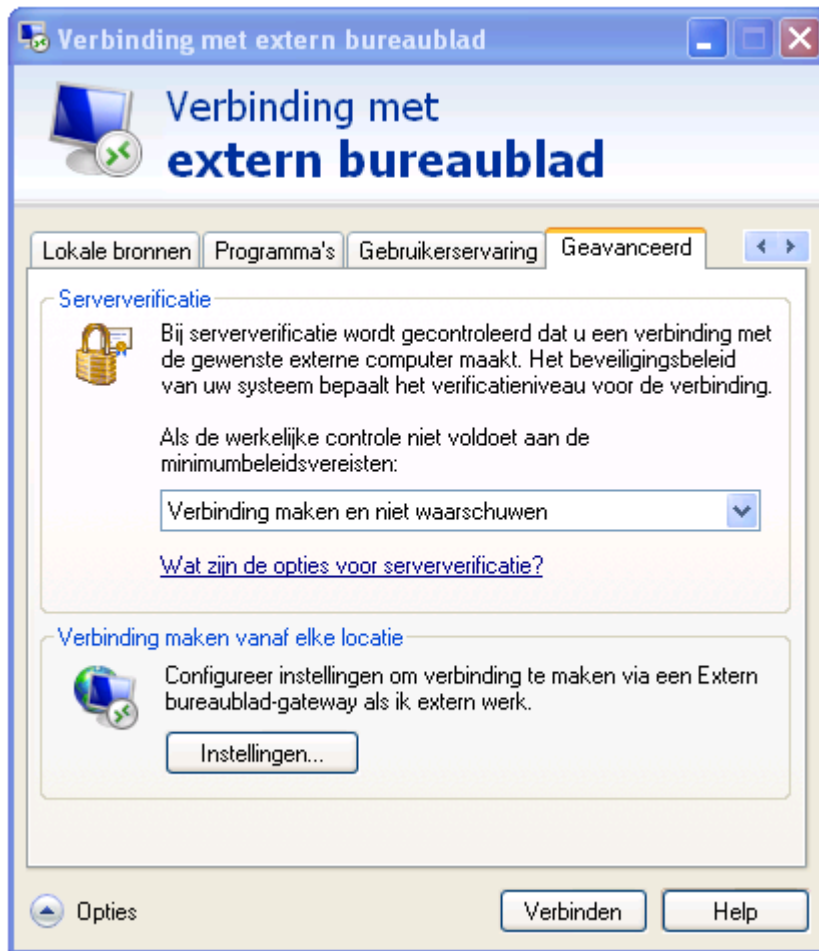 Verbinding met extern bureaublad
Verbinding met
extern bureaublad
Lokale bronnen
Programma's
Gebruikerservaring
Geavanceerd
Serververificatie
Bij serververificatie wordt gecontroleerd dat u een verbinding met
de gewenste externe computer maakt. Het beveiligingsbeleid
van uw systeem bepaalt het verificatieniveau voor de verbinding.
Als de werkelijke controle niet voldoet aan de
minimumbeleidsvereisten:
Verbinding maken en niet waarschuwen
Wat zijn de opties voor serververificatie?
Verbinding maken vanaf elke locatie
Configureer instellingen om verbinding te maken via een Extern
bureaublad-gateway als ik extern werk.
Instellingen...
Opties
Verbinden
Help